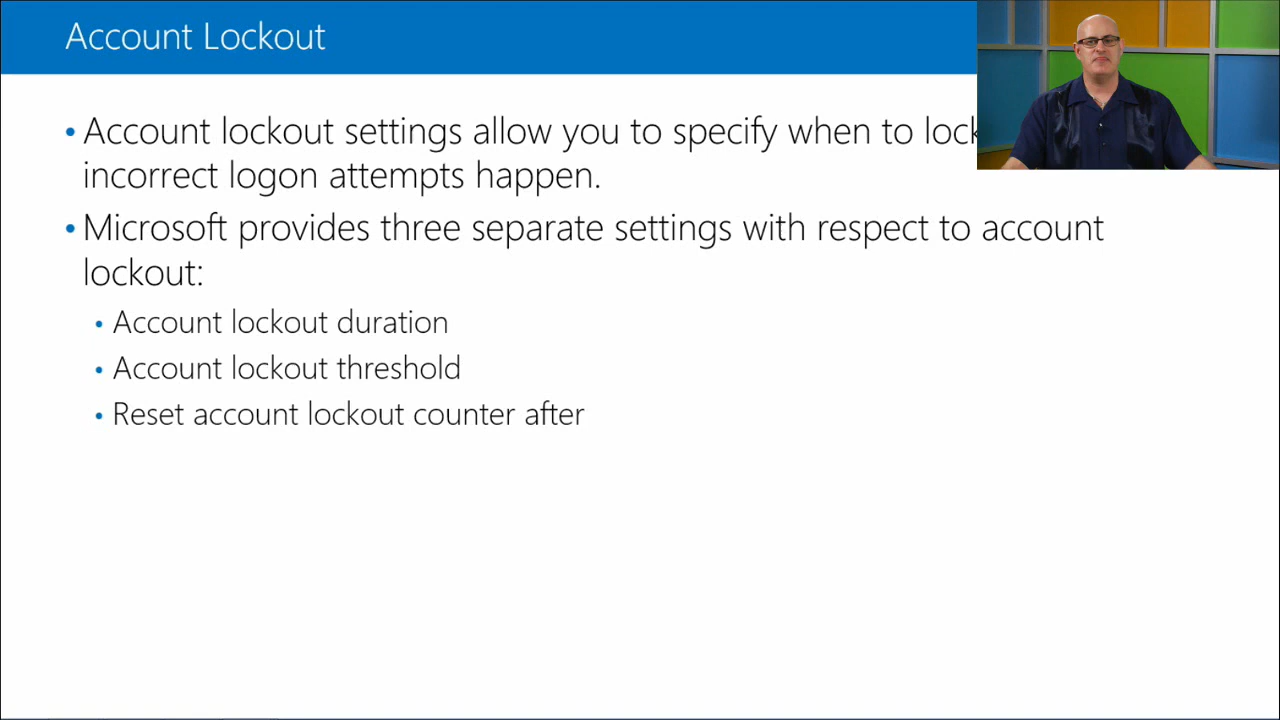 Account Lockout
• Account lockout settings allow you to specify when to lock
incorrect logon attempts happen.
• Microsoft provides three separate settings with respect to account
lockout:
• Account lockout duration
• Account lockout threshold
• Reset account lockout counter after